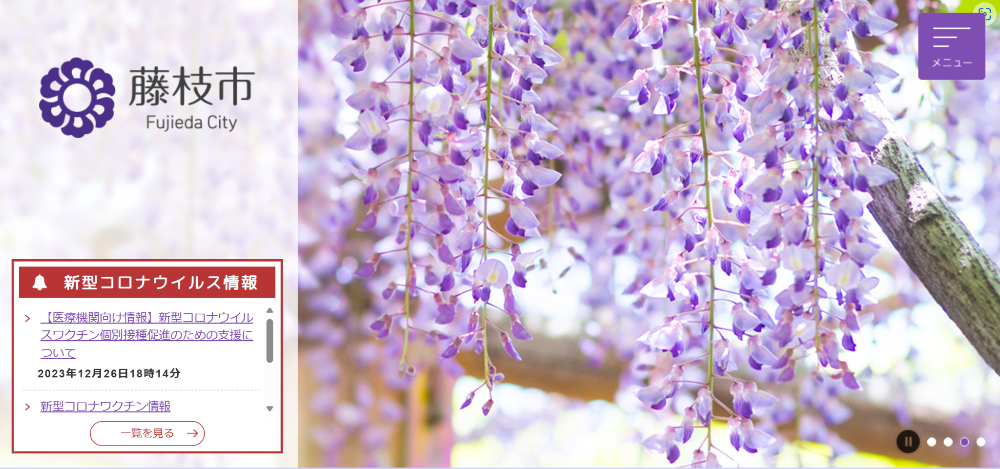 藤枝市
Fujieda City
メニュー
新型コロナウイルス情報
【医療機関向け情報】新型コロナウイル
スワクチン個別接種促進のための支援に
ついて
2023年12月26日18時14分
新型コロナワクチン情報
一覧を見る